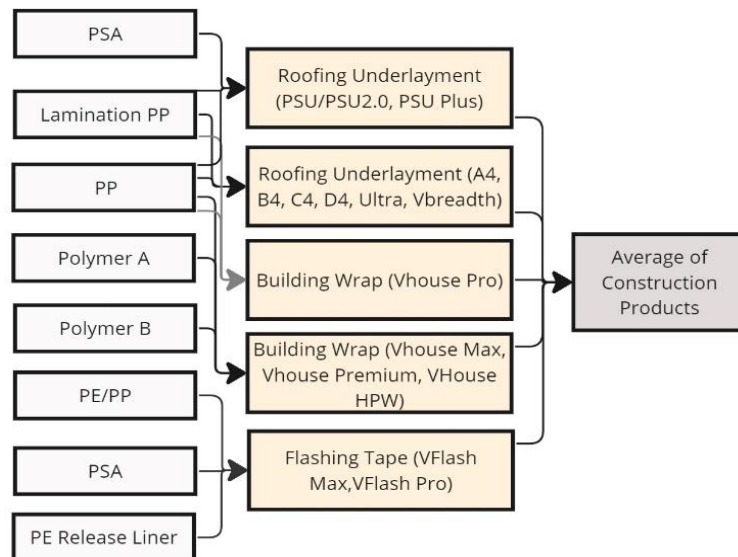 PSA
Lamination PP
PP
Polymer A
Polymer B
PE/PP
PSA
PE Release Liner
Roofing Underlayment
(PSU/PSU2.0, PSU Plus)
Roofing Underlayment (A4,
B4, C4, D4, Ultra, Vbreadth)
Building Wrap (Vhouse Pro)
Building Wrap (Vhouse Max,
Vhouse Premium, VHouse
HPW)
Flashing Tape (VFlash
Max,VFlash Pro)
Average of
Construction
Products